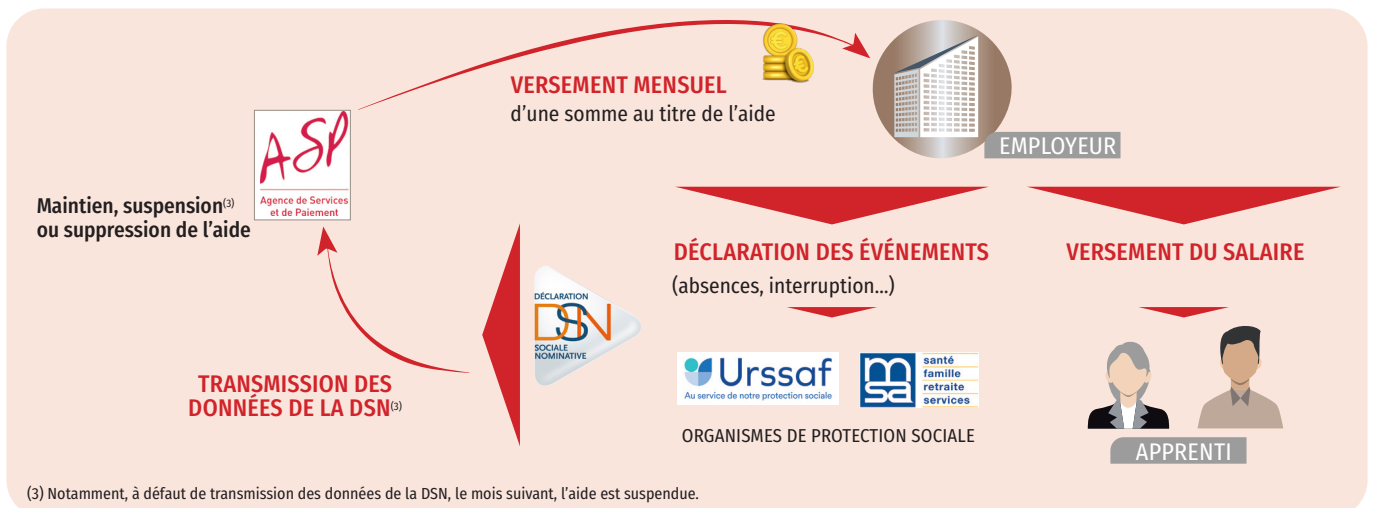 VERSEMENT MENSUEL
d’une somme au titre de l’aide
EMPLOYEUR
ASP
Agence de Services
et de Paiement
Maintien, suspension(3)
ou suppression de l’aide
DÉCLARATION DES ÉVÉNEMENTS
(absences, interruption...)
VERSEMENT DU SALAIRE
DÉCLARATION
DSN
SOCIALE
NOMINATIVE
TRANSMISSION DES
DONNÉES DE LA DSN(3)
Urssaf
Au service de notre protection sociale
msa
santé
famille
retraite
services
ORGANISMES DE PROTECTION SOCIALE
APPRENTI
(3) Notamment, à défaut de transmission des données de la DSN, le mois suivant, l’aide est suspendue.